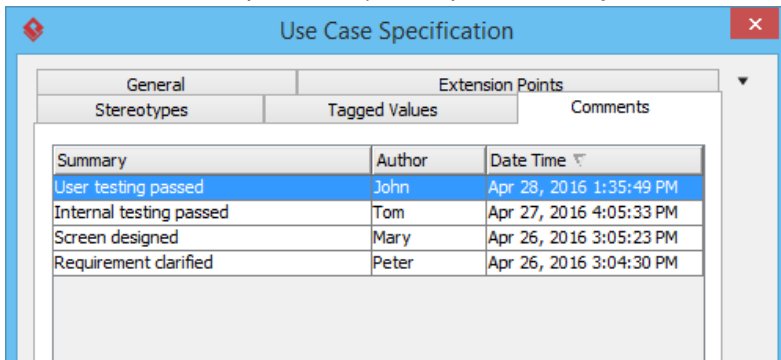 Use Case Specification
General Extension Points
Stereotypes Tagged Values Comments
Summary Author Date Time
User testing passed John Apr 28, 2016 1:35:49 PM
Internal testing passed Tom Apr 27, 2016 4:05:33 PM
Screen designed Mary Apr 26, 2016 3:05:23 PM
Requirement clarified Peter Apr 26, 2016 3:04:30 PM